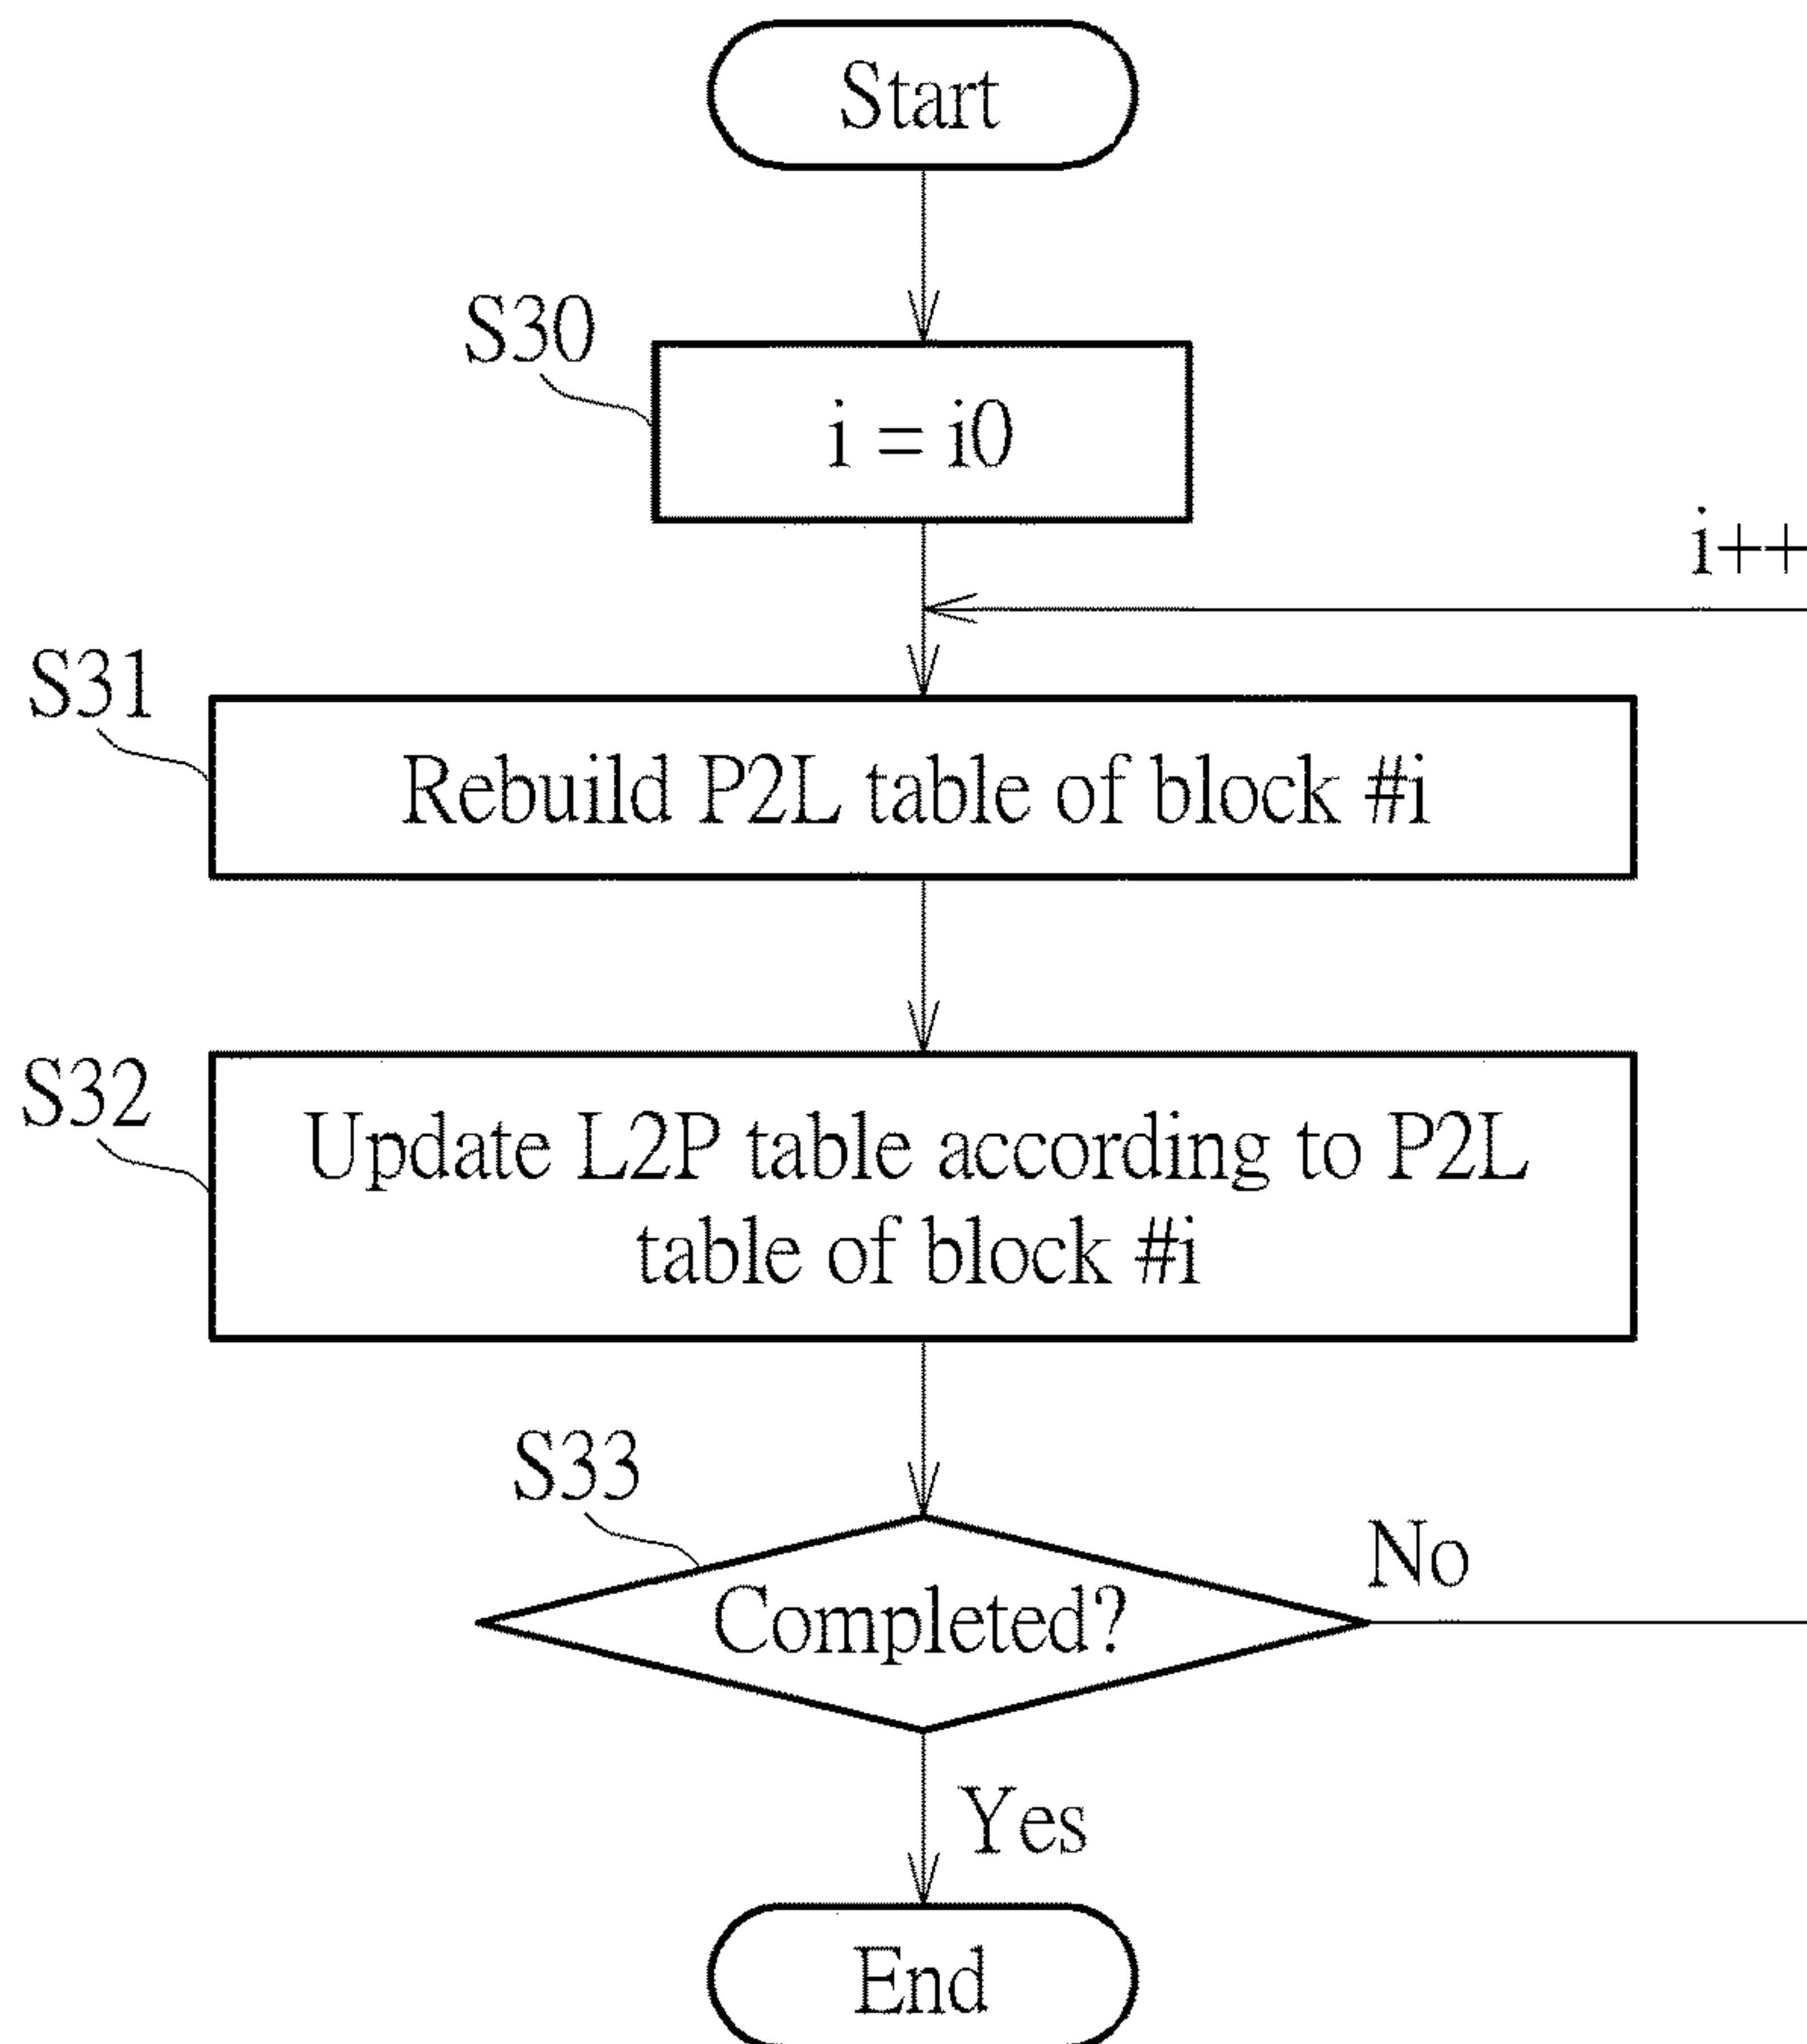 Start
S30
i = i0
i++
S31
Rebuild P2L table of block #i
S32
Update L2P table according to P2L
table of block #i
S33
Completed?
No
Yes
End